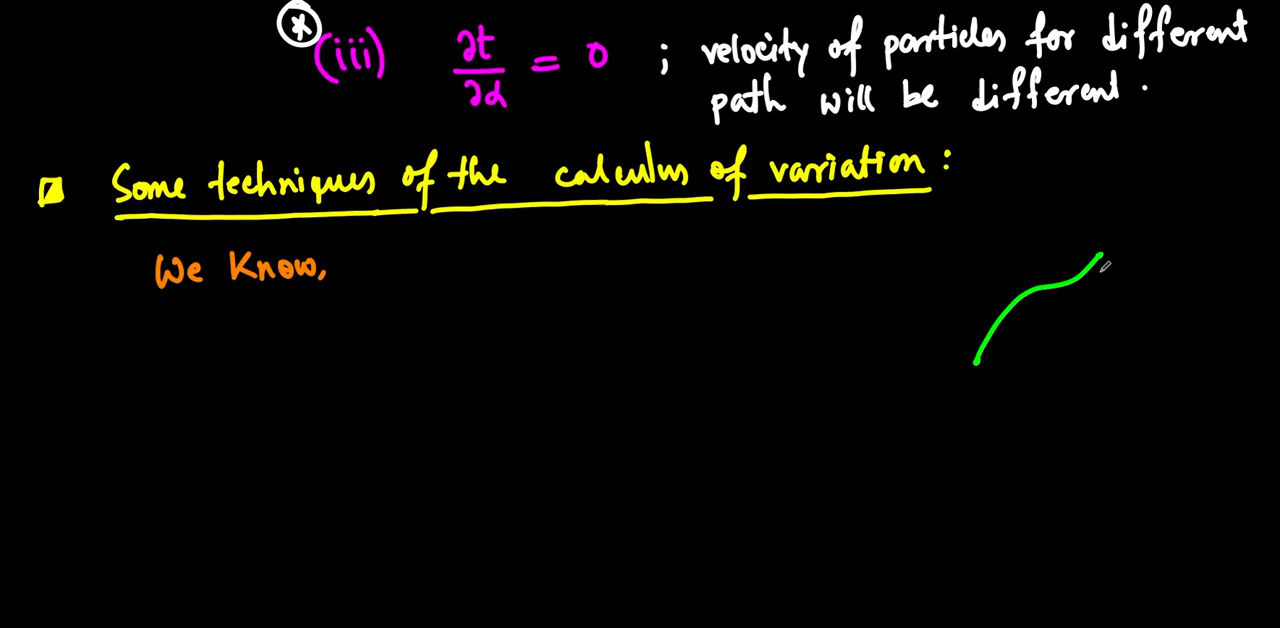 (*) (iii) ∂t/∂α = 0 ; velocity of particles for different
path will be different.
Some techniques of the calculus of variation :
We Know,